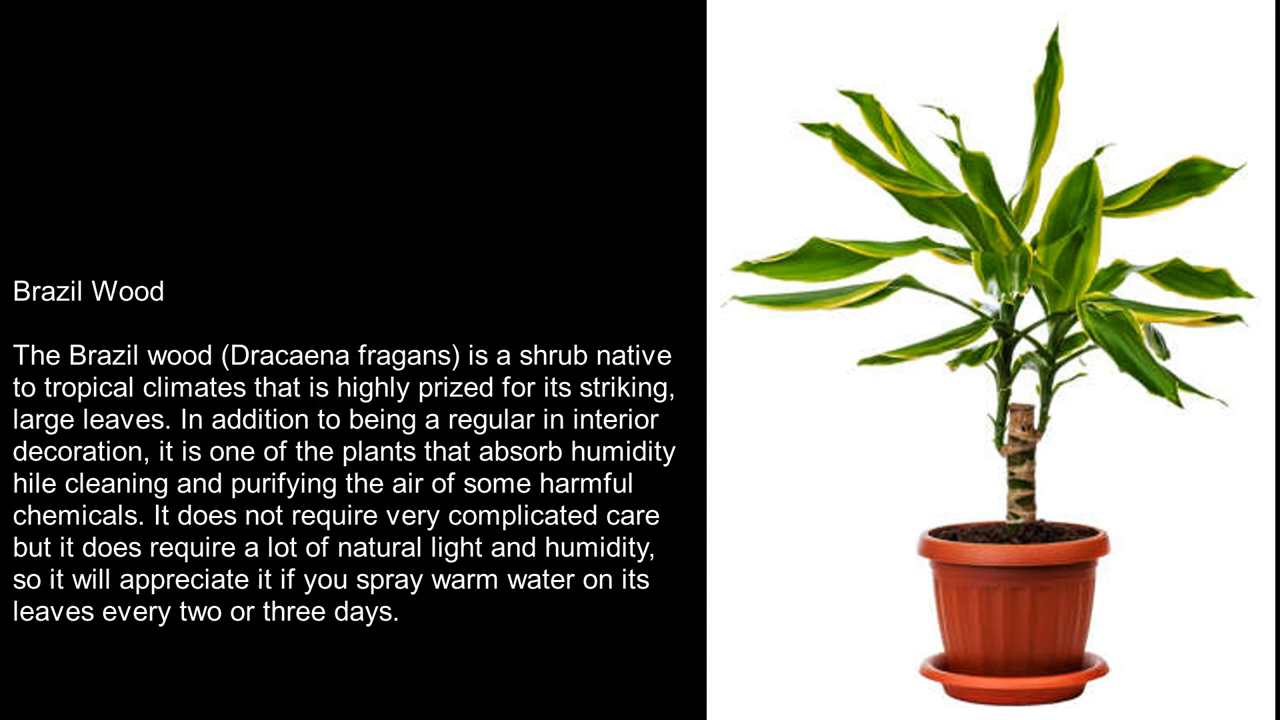 Brazil Wood
The Brazil wood (Dracaena fragans) is a shrub native
to tropical climates that is highly prized for its striking,
large leaves. In addition to being a regular in interior
decoration, it is one of the plants that absorb humidity
hile cleaning and purifying the air of some harmful
chemicals. It does not require very complicated care
but it does require a lot of natural light and humidity,
so it will appreciate it if you spray warm water on its
leaves every two or three days.